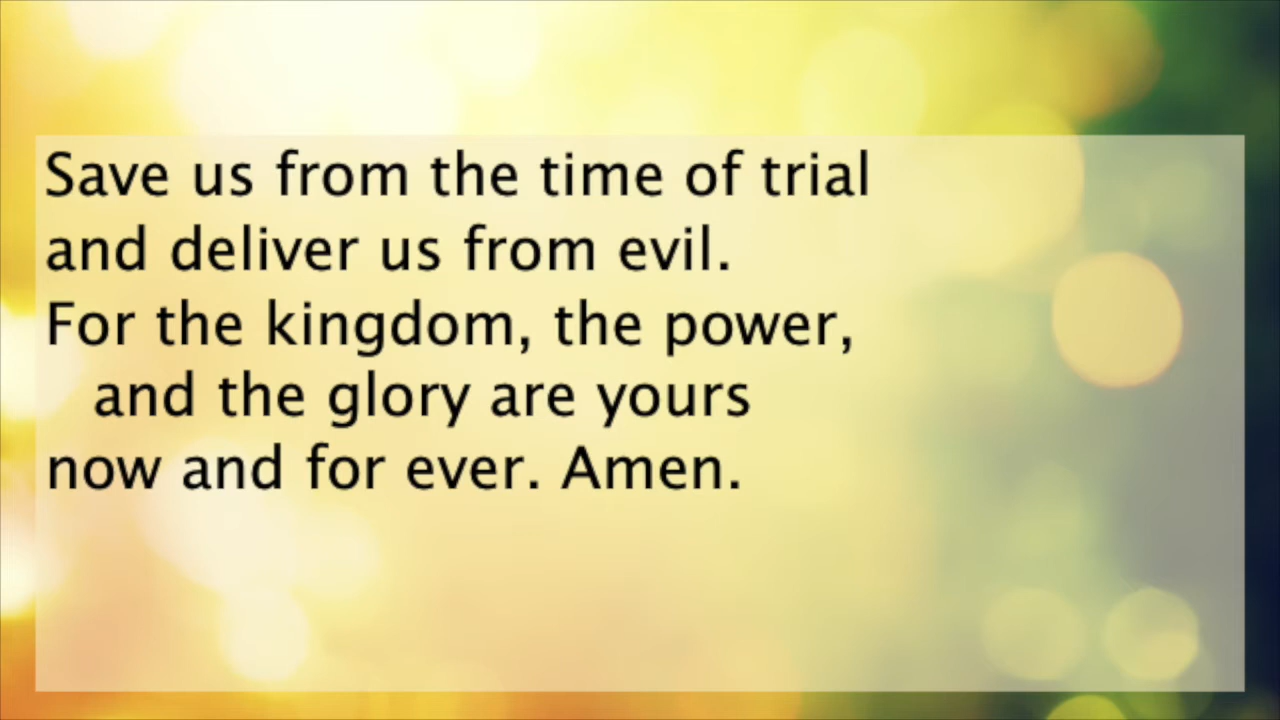 Save us from the time of trial
and deliver us from evil.
For the kingdom, the power,
and the glory are yours
now and for ever. Amen.